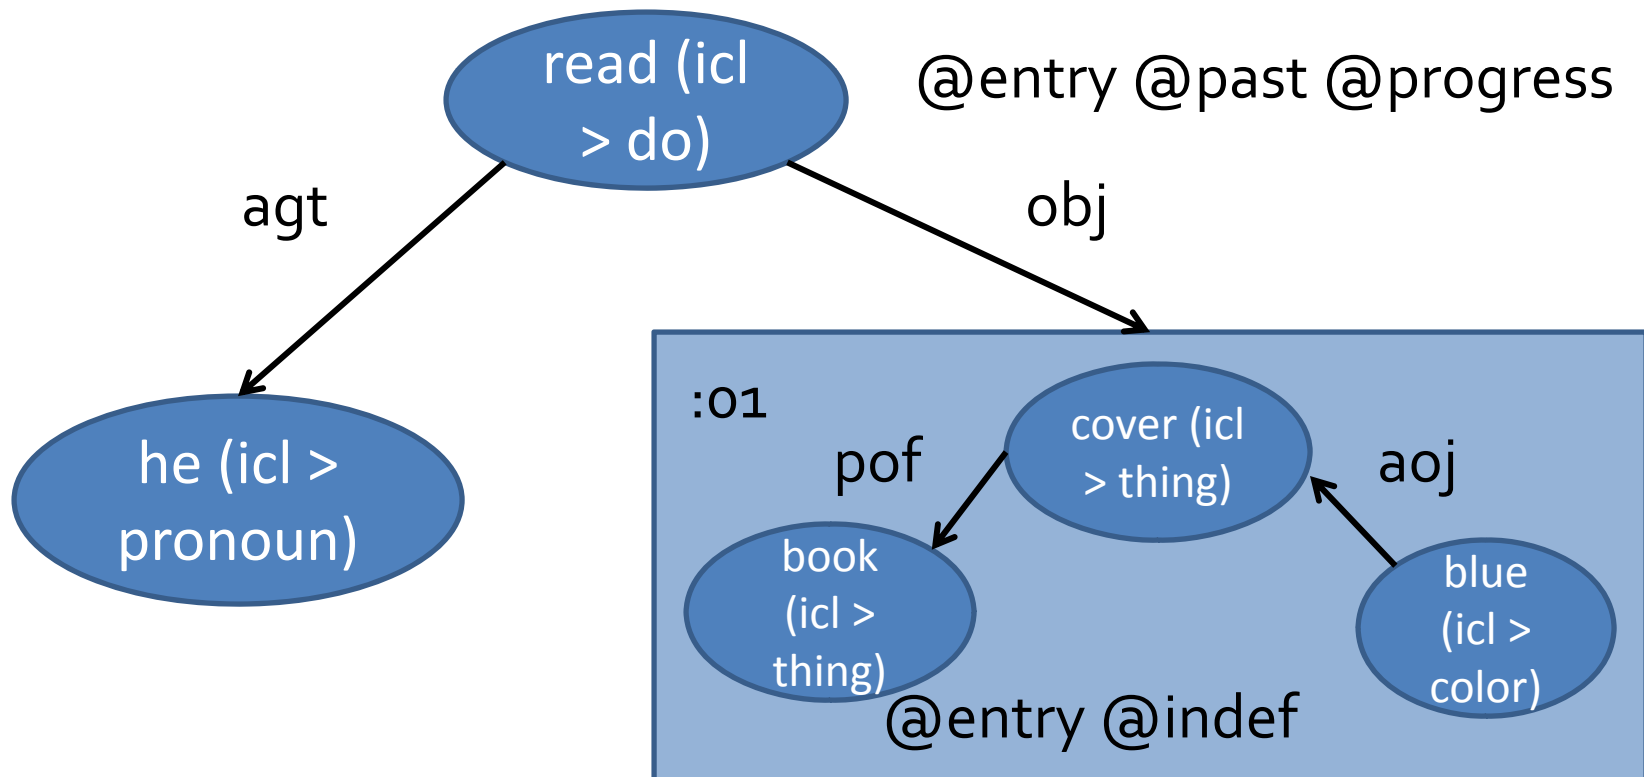 read (icl
> do)
@entry @past @progress
agt
obj
he (icl >
pronoun)
:01
cover (icl
> thing)
pof
aoj
book
(icl >
thing)
blue
(icl >
color)
@entry @indef